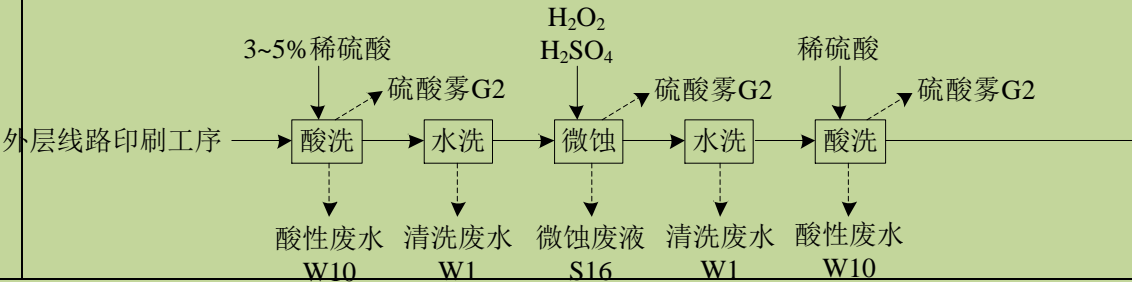 H₂O₂
3~5%稀硫酸
H₂SO₄
稀硫酸
硫酸雾G2
硫酸雾G2
硫酸雾G2
外层线路印刷工序
酸洗
水洗
微蚀
水洗
酸洗
酸性废水
W10
清洗废水
W1
微蚀废液
S16
清洗废水
W1
酸性废水
W10